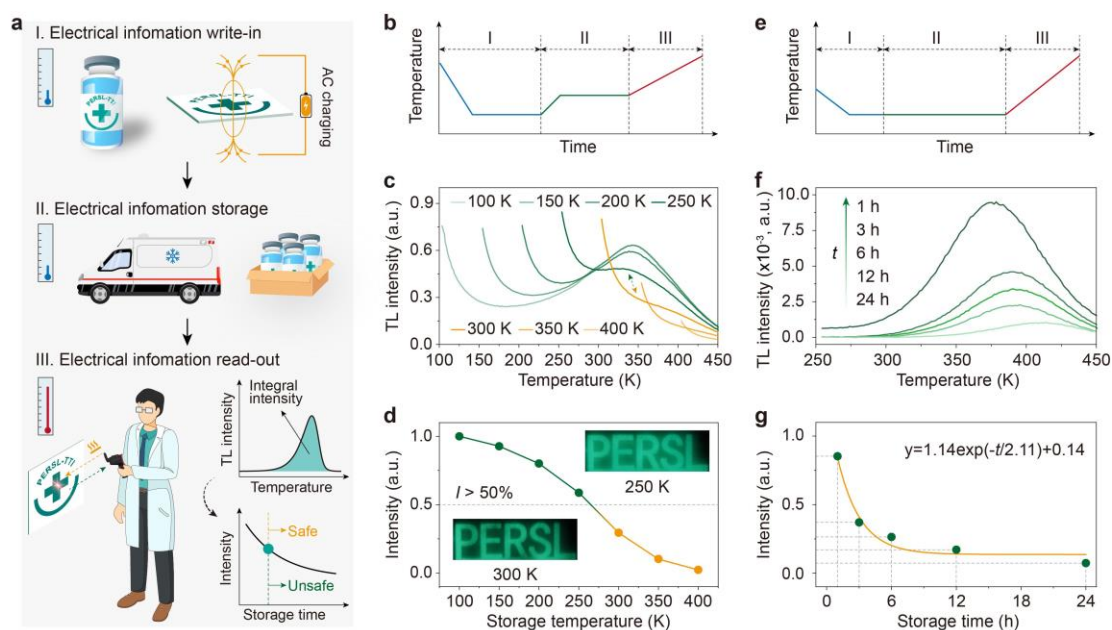 a
I. Electrical infomation write-in
PERSL-TTI
PERSL-TTI
AC charging
II. Electrical infomation storage
III. Electrical infomation read-out
PERSL-TTI
Integral
intensity
TL intensity
Temperature
Safe
Unsafe
Intensity
Storage time
b
I II III
Temperature
Time
c
100 K 150 K 200 K 250 K
300 K 350 K 400 K
TL intensity (a.u.)
0.9
0.6
0.3
0.0
100 150 200 250 300 350 400 450
Temperature (K)
d
PERSL
250 K
I > 50%
PERSL
300 K
Intensity (a.u.)
1.0
0.5
0.0
100 150 200 250 300 350 400
Storage temperature (K)
e
I II III
Temperature
Time
f
1 h
3 h
6 h
12 h
24 h
t
TL intensity (x10⁻³, a.u.)
10.0
7.5
5.0
2.5
0.0
250 300 350 400 450
Temperature (K)
g
y=1.14exp(-t/2.11)+0.14
Intensity (a.u.)
1.0
0.5
0.0
0 6 12 18 24
Storage time (h)